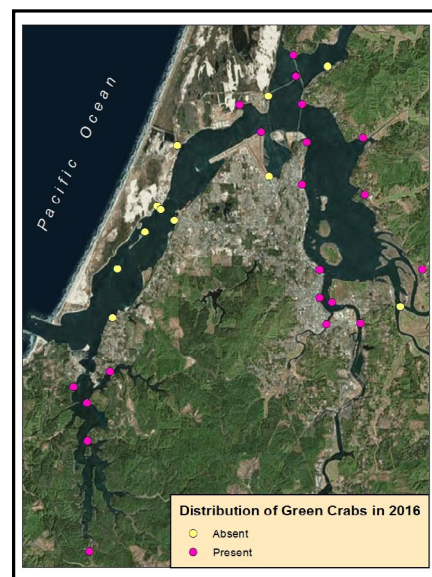 Pacific Ocean
Distribution of Green Crabs in 2016
Absent
Present